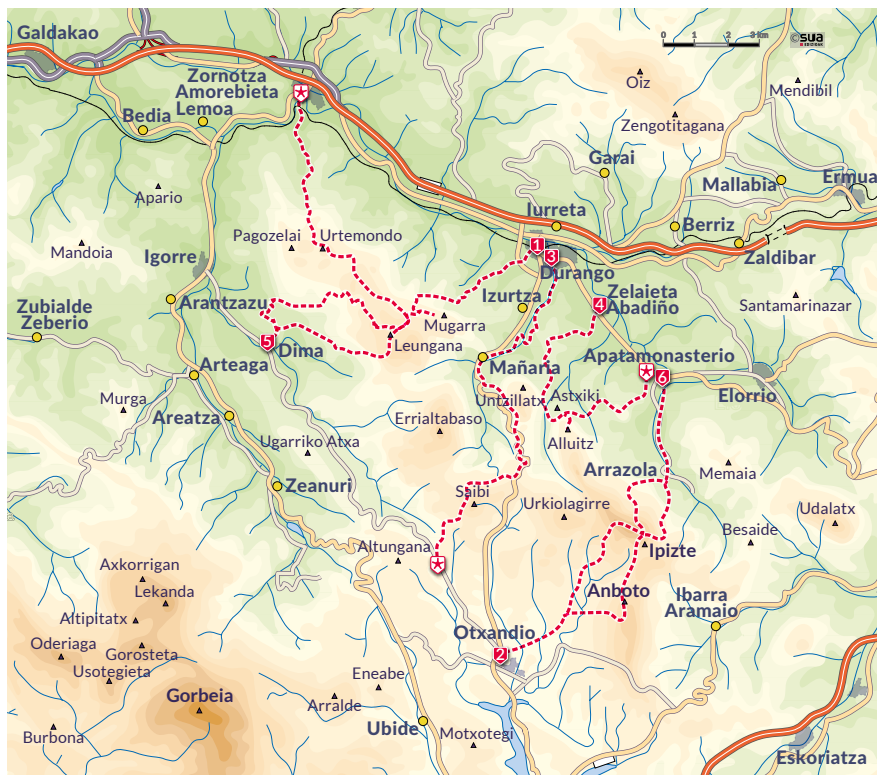 Galdakao
0 1 2 3 km
©sua
EDIZIOAK
Oiz
Mendibil
Zornotza
Amorebieta
Lemoa
Bedia
Zengotitagana
Garai
Mallabia
Ermua
Apario
Iurreta
Berriz
Mandoia
Pagozelai
Urtemondo
1
3
Durango
Zaldibar
Igorre
Arantzazu
Izurtza
Zelaieta
Abadiño
4
Santamarinazar
Zubialde
Zeberio
Mugarra
Leungana
5
Dima
Mañaria
Apatamonasterio
6
Arteaga
Elorrio
Murga
Untzillatx
Astxiki
Areatza
Errialtabaso
Alluitz
Ugarriko Atxa
Arrazola
Memaia
Zeanuri
Saibi
Urkiolagirre
Udalatx
Besaide
Altungana
Ipizte
Axkorrigan
Lekanda
Anboto
Ibarra
Aramaio
Altipitatx
Otxandio
2
Oderiaga
Gorosteta
Usotegieta
Eneabe
Gorbeia
Arralde
Ubide
Motxotegi
Burbona
Eskoriatza